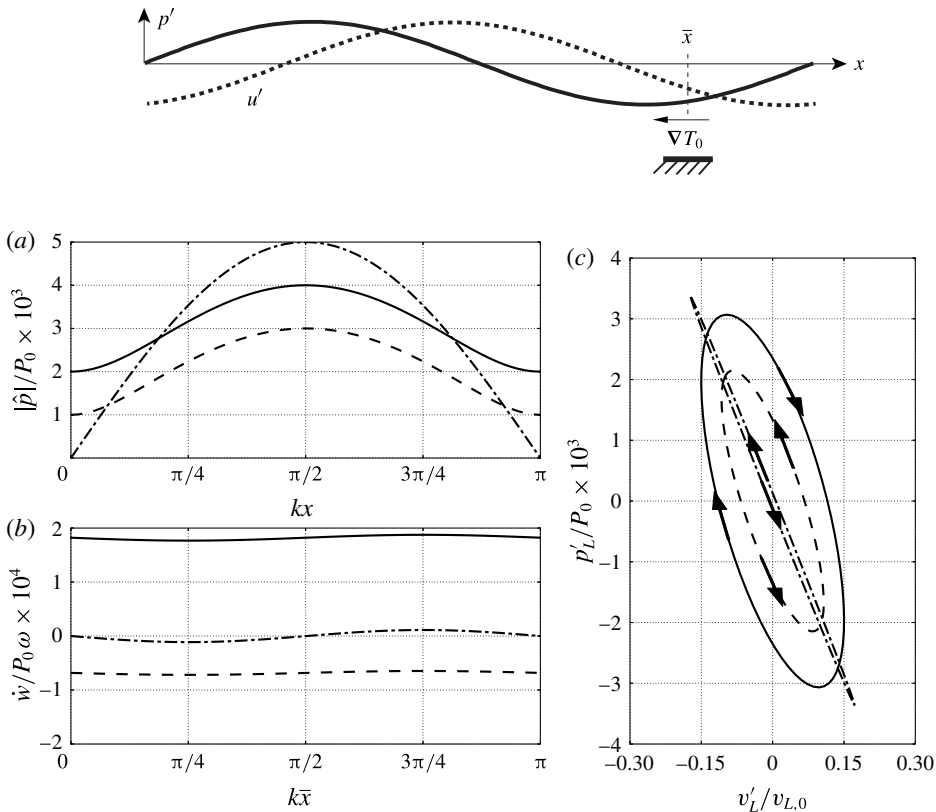 p′
x̄
x
u′
∇T₀
(a)
5
4
3
2
1
0
π/4
π/2
3π/4
π
|p̂|/P₀ × 10³
kx
(b)
2
1
0
−1
−2
0
π/4
π/2
3π/4
π
ẇ/P₀ω × 10⁴
kx̄
(c)
4
3
2
1
0
−1
−2
−3
−4
−0.30
−0.15
0
0.15
0.30
p′_L/P₀ × 10³
v′_L/v_{L,0}